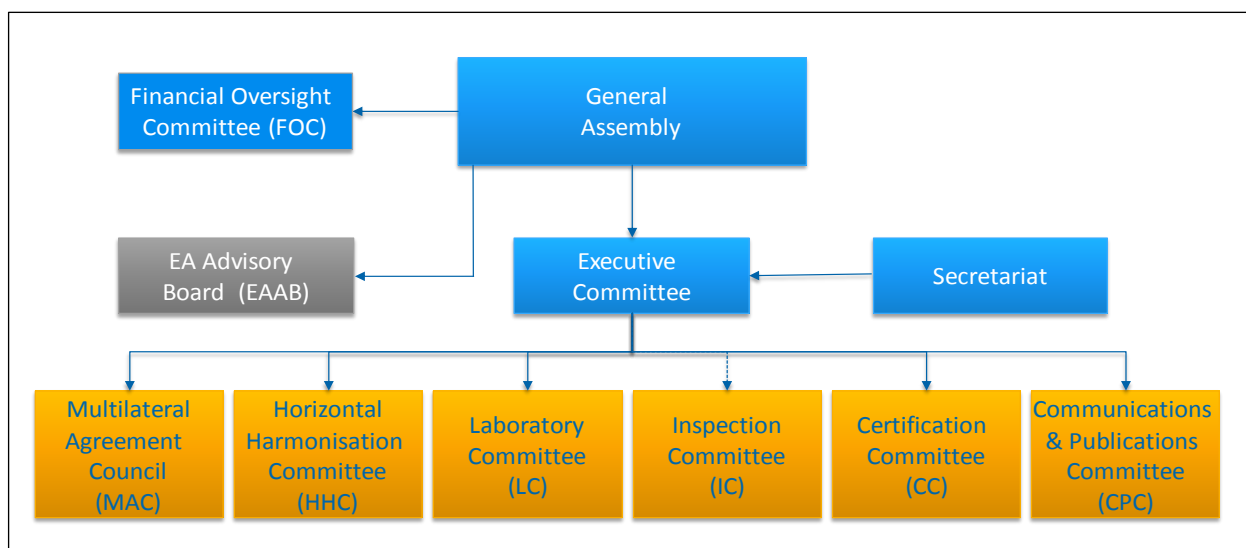 Financial Oversight
Committee (FOC)
General
Assembly
EA Advisory
Board (EAAB)
Executive
Committee
Secretariat
Multilateral
Agreement
Council
(MAC)
Horizontal
Harmonisation
Committee
(HHC)
Laboratory
Committee
(LC)
Inspection
Committee
(IC)
Certification
Committee
(CC)
Communications
& Publications
Committee
(CPC)